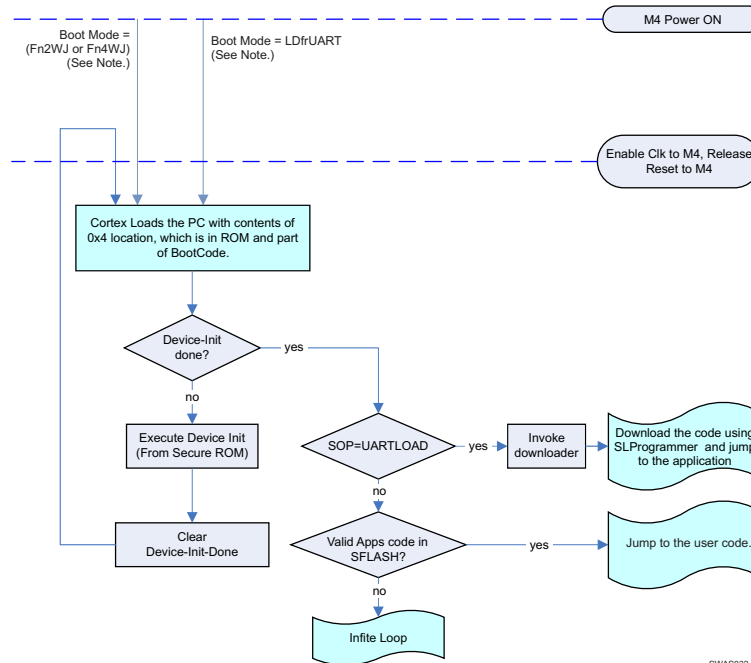 M4 Power ON
Boot Mode =
(Fn2WJ or Fn4WJ)
(See Note.)
Boot Mode = LDfrUART
(See Note.)
Enable Clk to M4, Release
Reset to M4
Cortex Loads the PC with contents of
0x4 location, which is in ROM and part
of BootCode.
Device-Init
done?
yes
no
Execute Device Init
(From Secure ROM)
SOP=UARTLOAD
yes
Invoke
downloader
Download the code using
SLProgrammer and jump
to the application
no
Clear
Device-Init-Done
Valid Apps code in
SFLASH?
yes
Jump to the user code.
no
Infite Loop